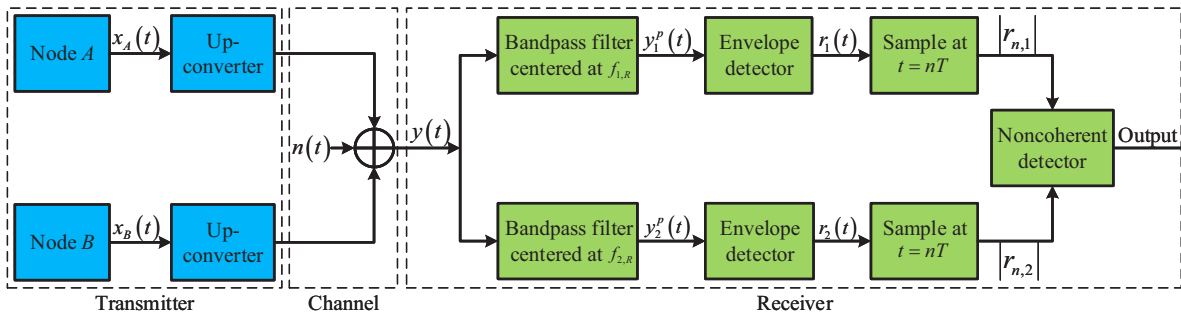 Node A
x_A(t)
Up-
converter
n(t)
y(t)
Bandpass filter
centered at f_{1,R}
y_1^p(t)
Envelope
detector
r_1(t)
Sample at
t = nT
|r_{n,1}|
Noncoherent
detector
Output
Node B
x_B(t)
Up-
converter
Bandpass filter
centered at f_{2,R}
y_2^p(t)
Envelope
detector
r_2(t)
Sample at
t = nT
|r_{n,2}|
Transmitter
Channel
Receiver